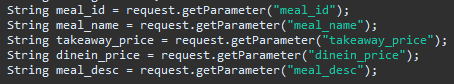 String meal_id = request.getParameter("meal_id");
String meal_name = request.getParameter("meal_name");
String takeaway_price = request.getParameter("takeaway_price");
String dinein_price = request.getParameter("dinein_price");
String meal_desc = request.getParameter("meal_desc");